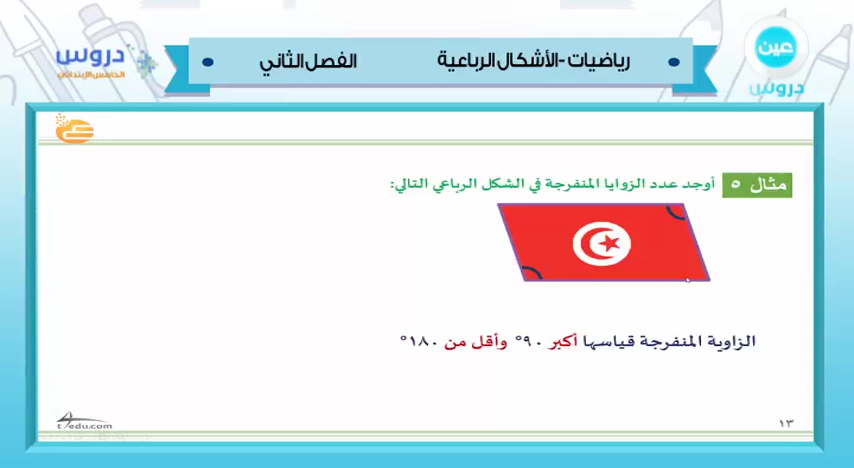 عين
دروس
رياضيات - الأشكال الرباعية
الفصل الثاني
دروس
الخامس الابتدائي
مثال ٥
أوجد عدد الزوايا المنفرجة في الشكل الرباعي التالي:
الزاوية المنفرجة قياسها أكبر ٩٠° وأقل من ١٨٠°
t4edu.com
١٣